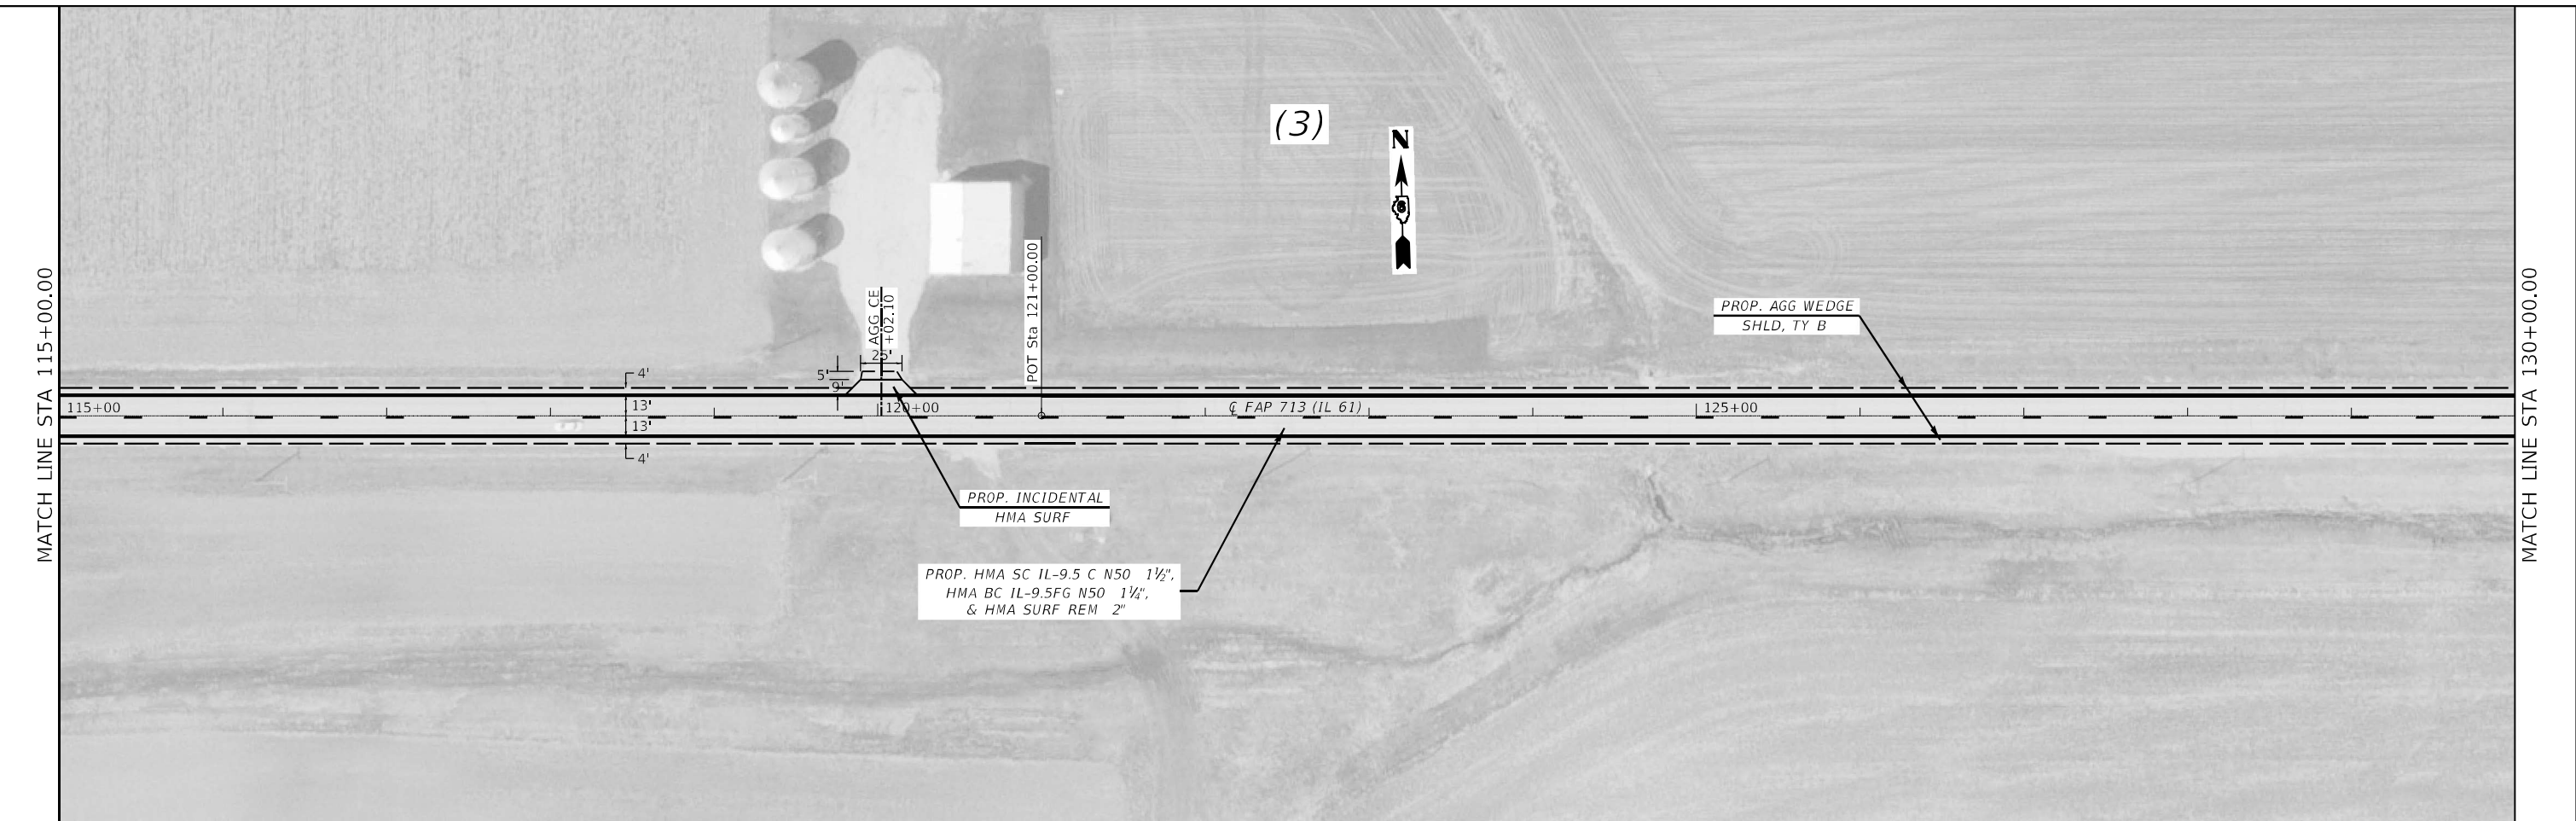 (3)
N
6
MATCH LINE STA 115+00.00
MATCH LINE STA 130+00.00
POT Sta 121+00.00
AGG CE
+02.10
PROP. AGG WEDGE
SHLD, TY B
25'
5'
9'
4'
13'
13'
4'
115+00
120+00
℄ FAP 713 (IL 61)
125+00
PROP. INCIDENTAL
HMA SURF
PROP. HMA SC IL-9.5 C N50 1½",
HMA BC IL-9.5FG N50 1¼",
& HMA SURF REM 2"